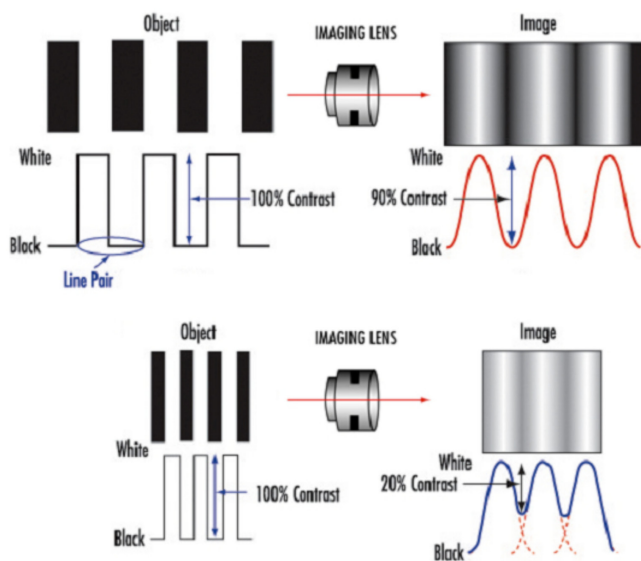 Object
IMAGING LENS
Image
White
100% Contrast
Black
Line Pair
White
90% Contrast
Black
Object
IMAGING LENS
Image
White
100% Contrast
Black
White
20% Contrast
Black